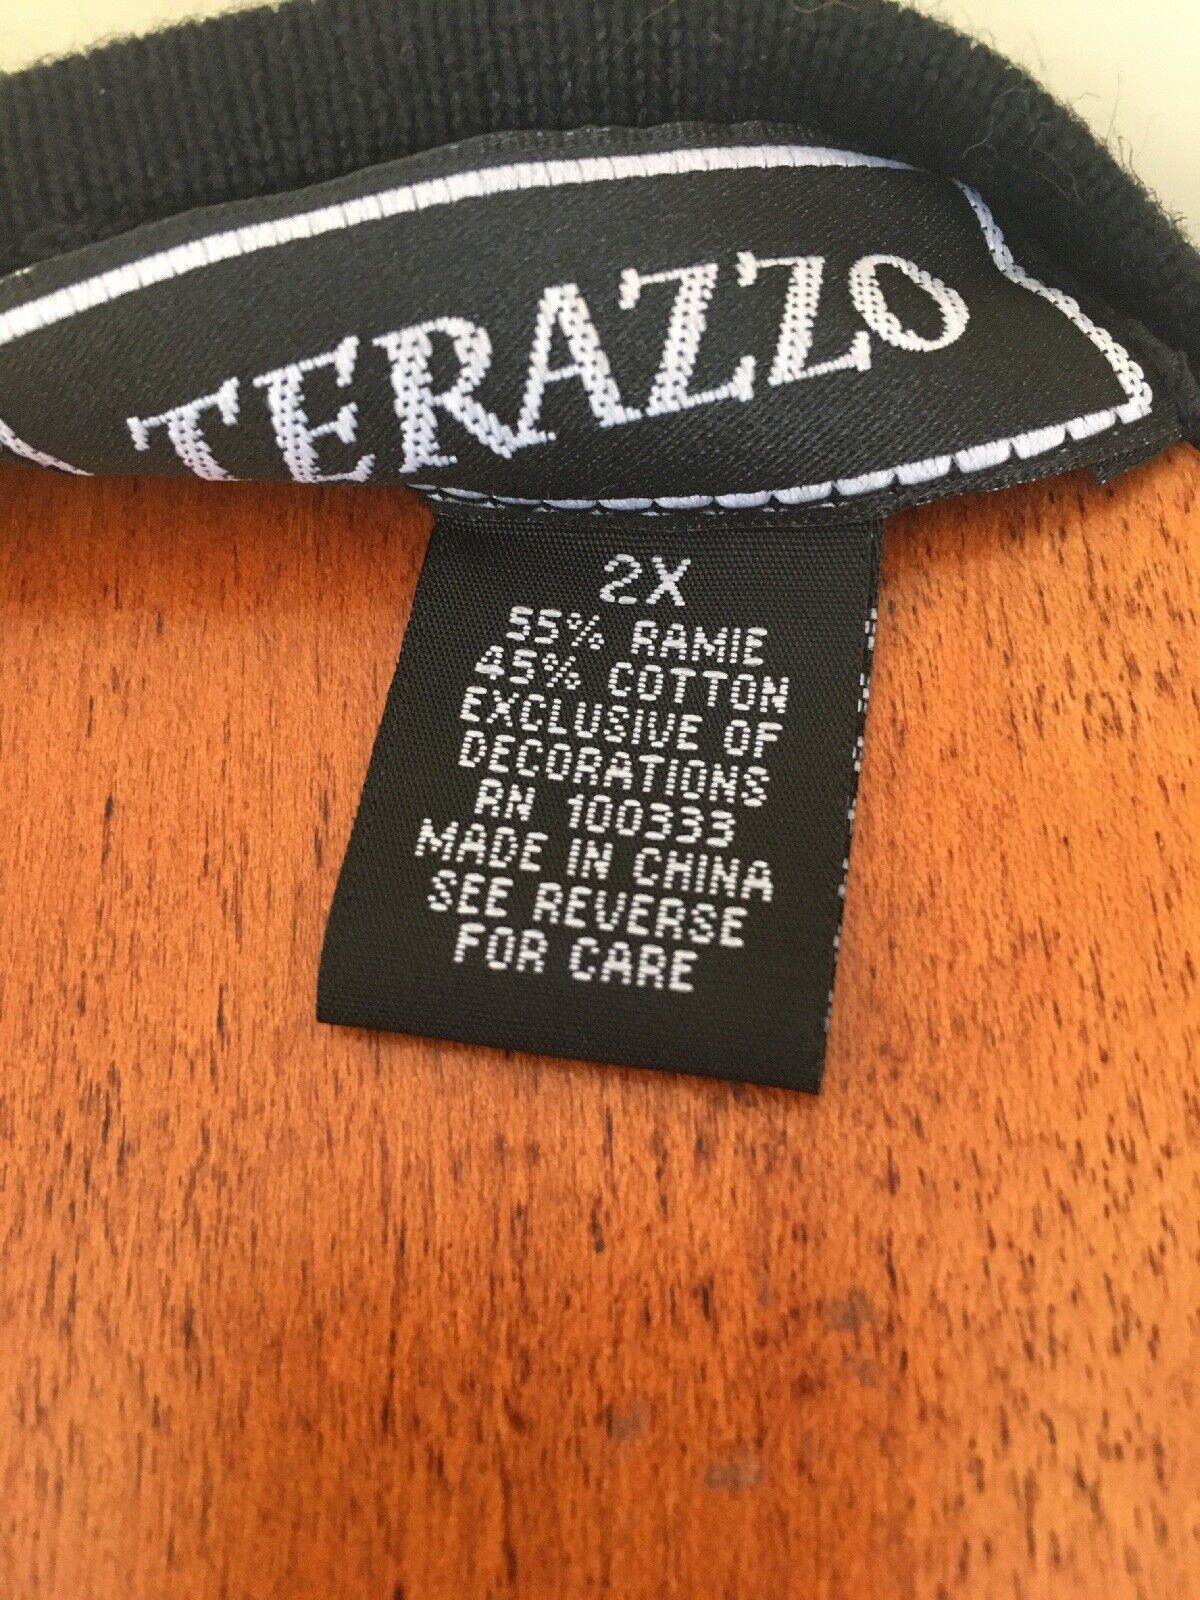 TERAZZO
2X
55% RAMIE
45% COTTON
EXCLUSIVE OF
DECORATIONS
RN 100333
MADE IN CHINA
SEE REVERSE
FOR CARE